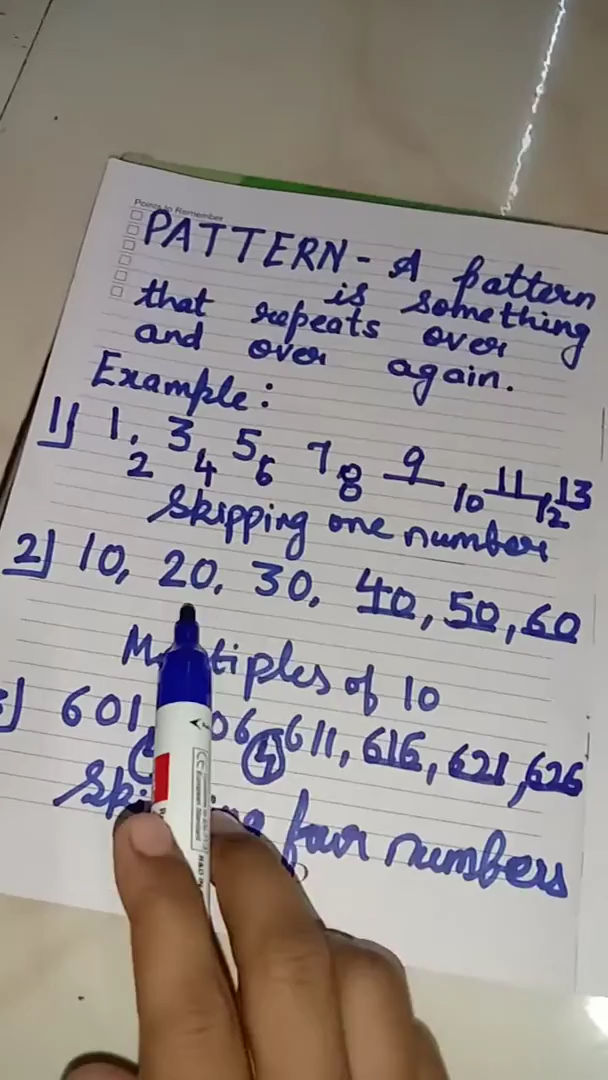 Points to Remember
PATTERN - A pattern
is something
that repeats over
and over again.
Example:
1) 1, 3, 5, 7, 9, 11, 13
2 4 6 8 10 12
Skipping one number
2) 10, 20, 30, 40, 50, 60
of 10
601, 611, 616, 621, 626
4
four numbers